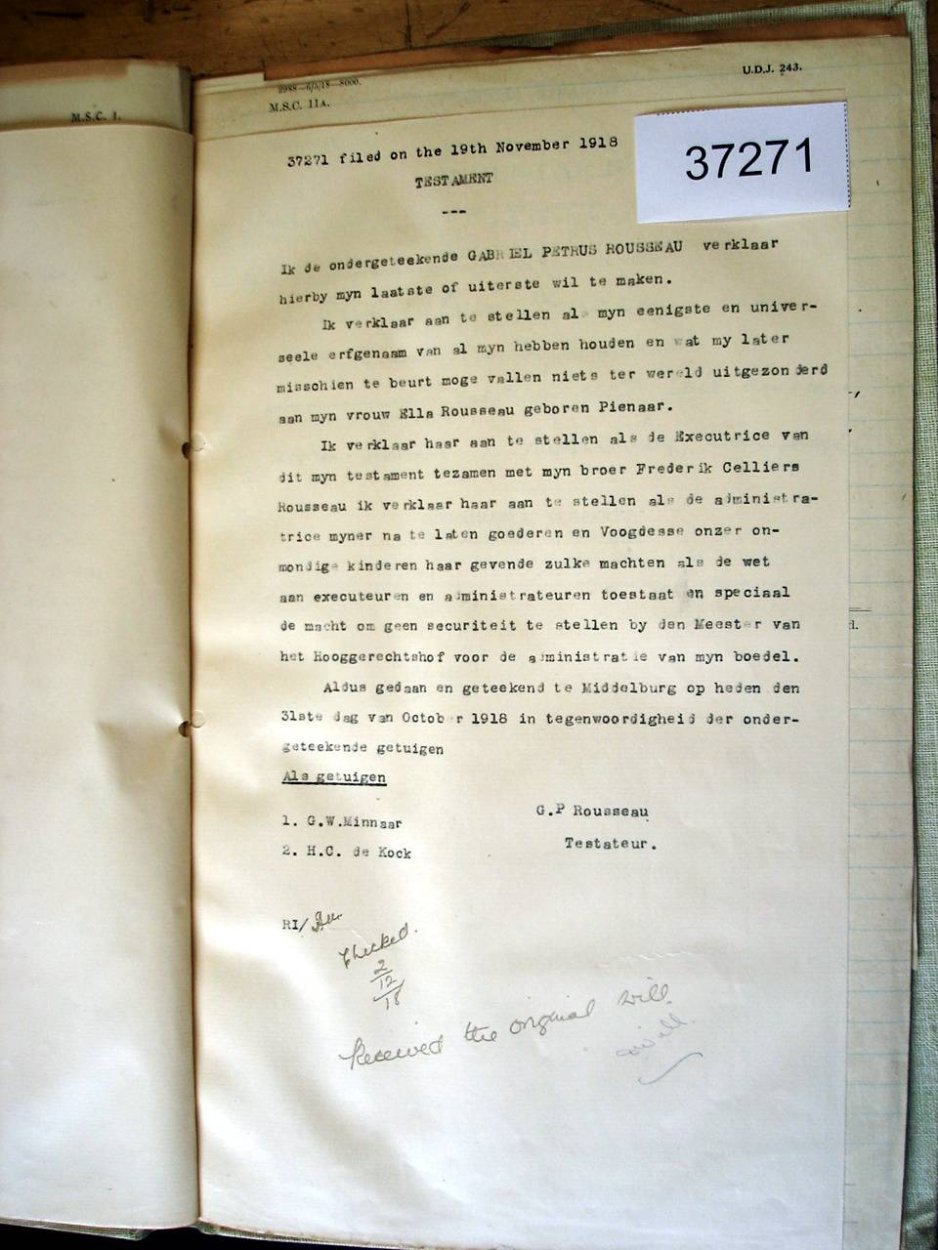 M.S.C. 1.
2988—6/5/18—8000.
M.S.C. 11A.
U.D.J. 243.
37271
37271 filed on the 19th November 1918
TESTAMENT
---
Ik de ondergeteekende GABRIEL PETRUS ROUSSEAU verklaar
hierby myn laatste of uiterste wil te maken.
Ik verklaar aan te stellen als myn eenigste en univer-
seele erfgenaam van al myn hebben houden en wat my later
misschien te beurt moge vallen niets ter wereld uitgezonderd
aan myn vrouw Ella Rousseau geboren Pienaar.
Ik verklaar haar aan te stellen als de Executrice van
dit myn testament tezamen met myn broer Frederik Celliers
Rousseau ik verklaar haar aan te stellen als de administra-
trice myner na te laten goederen en Voogdesse onzer on-
mondige kinderen haar gevende zulke machten als de wet
aan executeuren en administrateuren toestaat en speciaal
de macht om geen securiteit te stellen by den Meester van
het Hooggerechtshof voor de administratie van myn boedel.
Aldus gedaan en geteekend te Middelburg op heden den
31ste dag van October 1918 in tegenwoordigheid der onder-
geteekende getuigen
Als getuigen
1. G.W.Minnaar
G.P Rousseau
2. H.C. de Kock
Testateur.
RI/
Checked.
2
12
18
Received the original will
will
d.